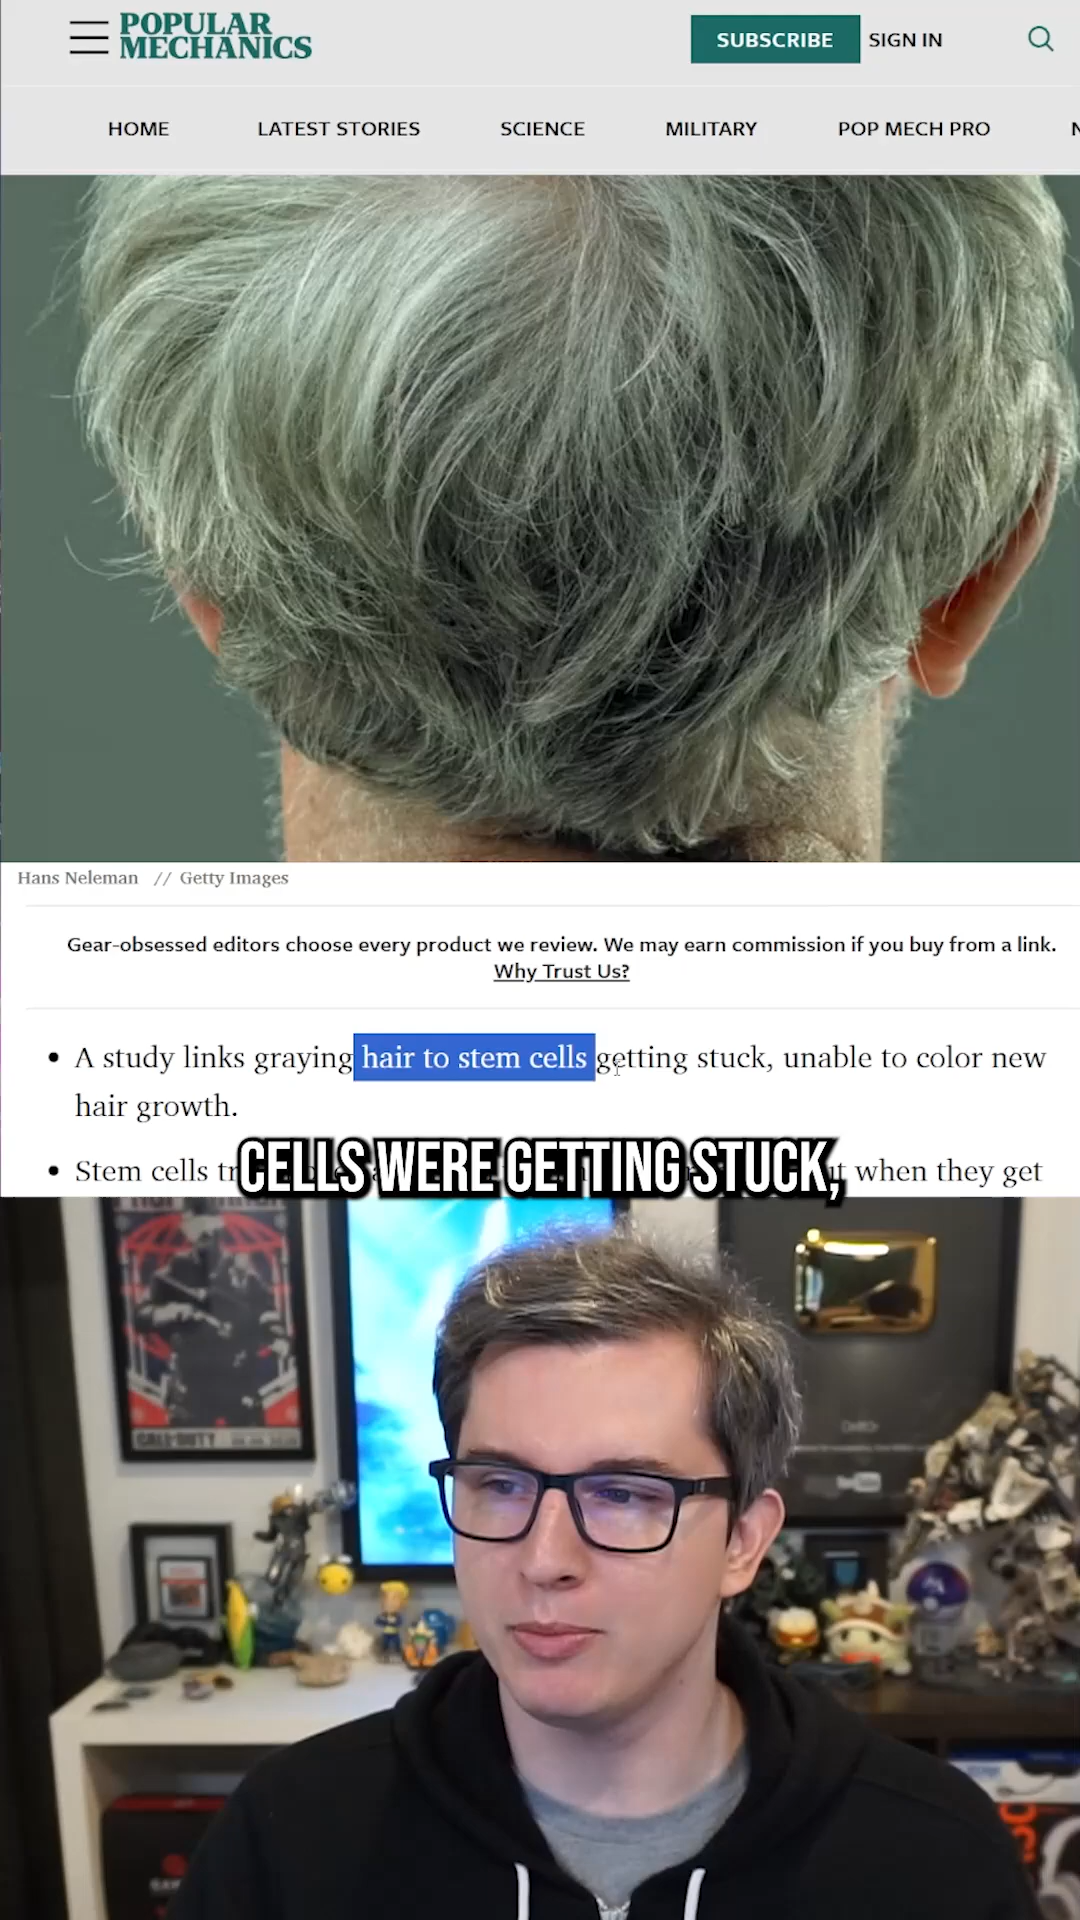 POPULAR
MECHANICS
SUBSCRIBE
SIGN IN
HOME
LATEST STORIES
SCIENCE
MILITARY
POP MECH PRO
Hans Neleman // Getty Images
Gear-obsessed editors choose every product we review. We may earn commission if you buy from a link.
Why Trust Us?
• A study links graying hair to stem cells getting stuck, unable to color new
hair growth.
• Stem cells
when they get
CELLS WERE GETTING STUCK,
CALL OF DUTY